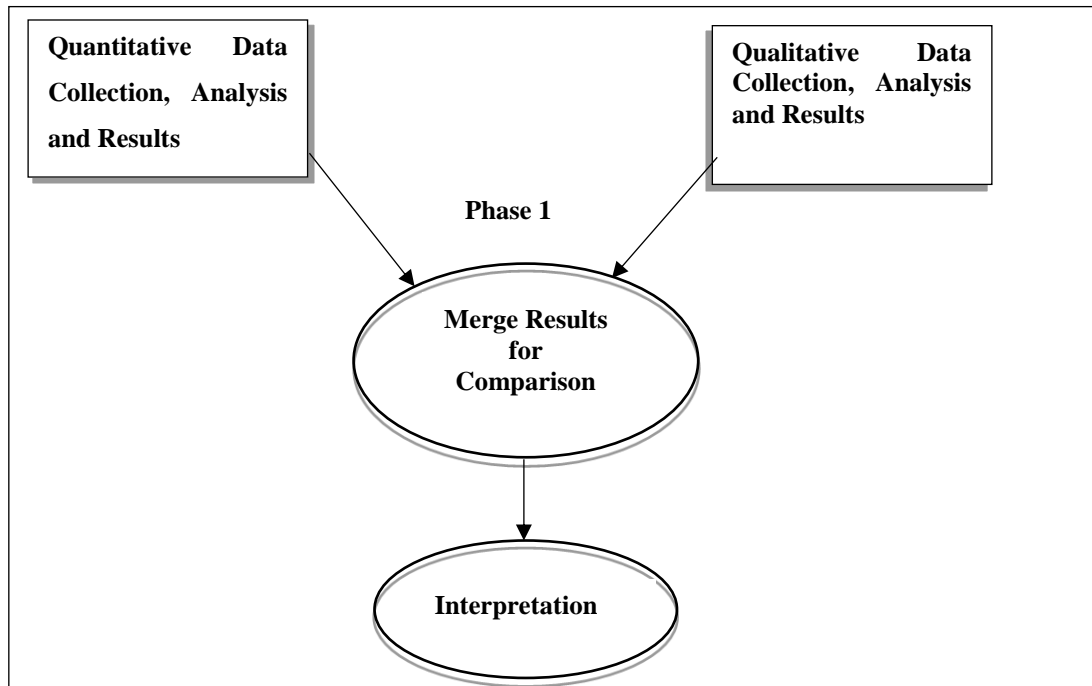 Quantitative Data
Collection, Analysis
and Results
Qualitative Data
Collection, Analysis
and Results
Phase 1
Merge Results
for
Comparison
Interpretation